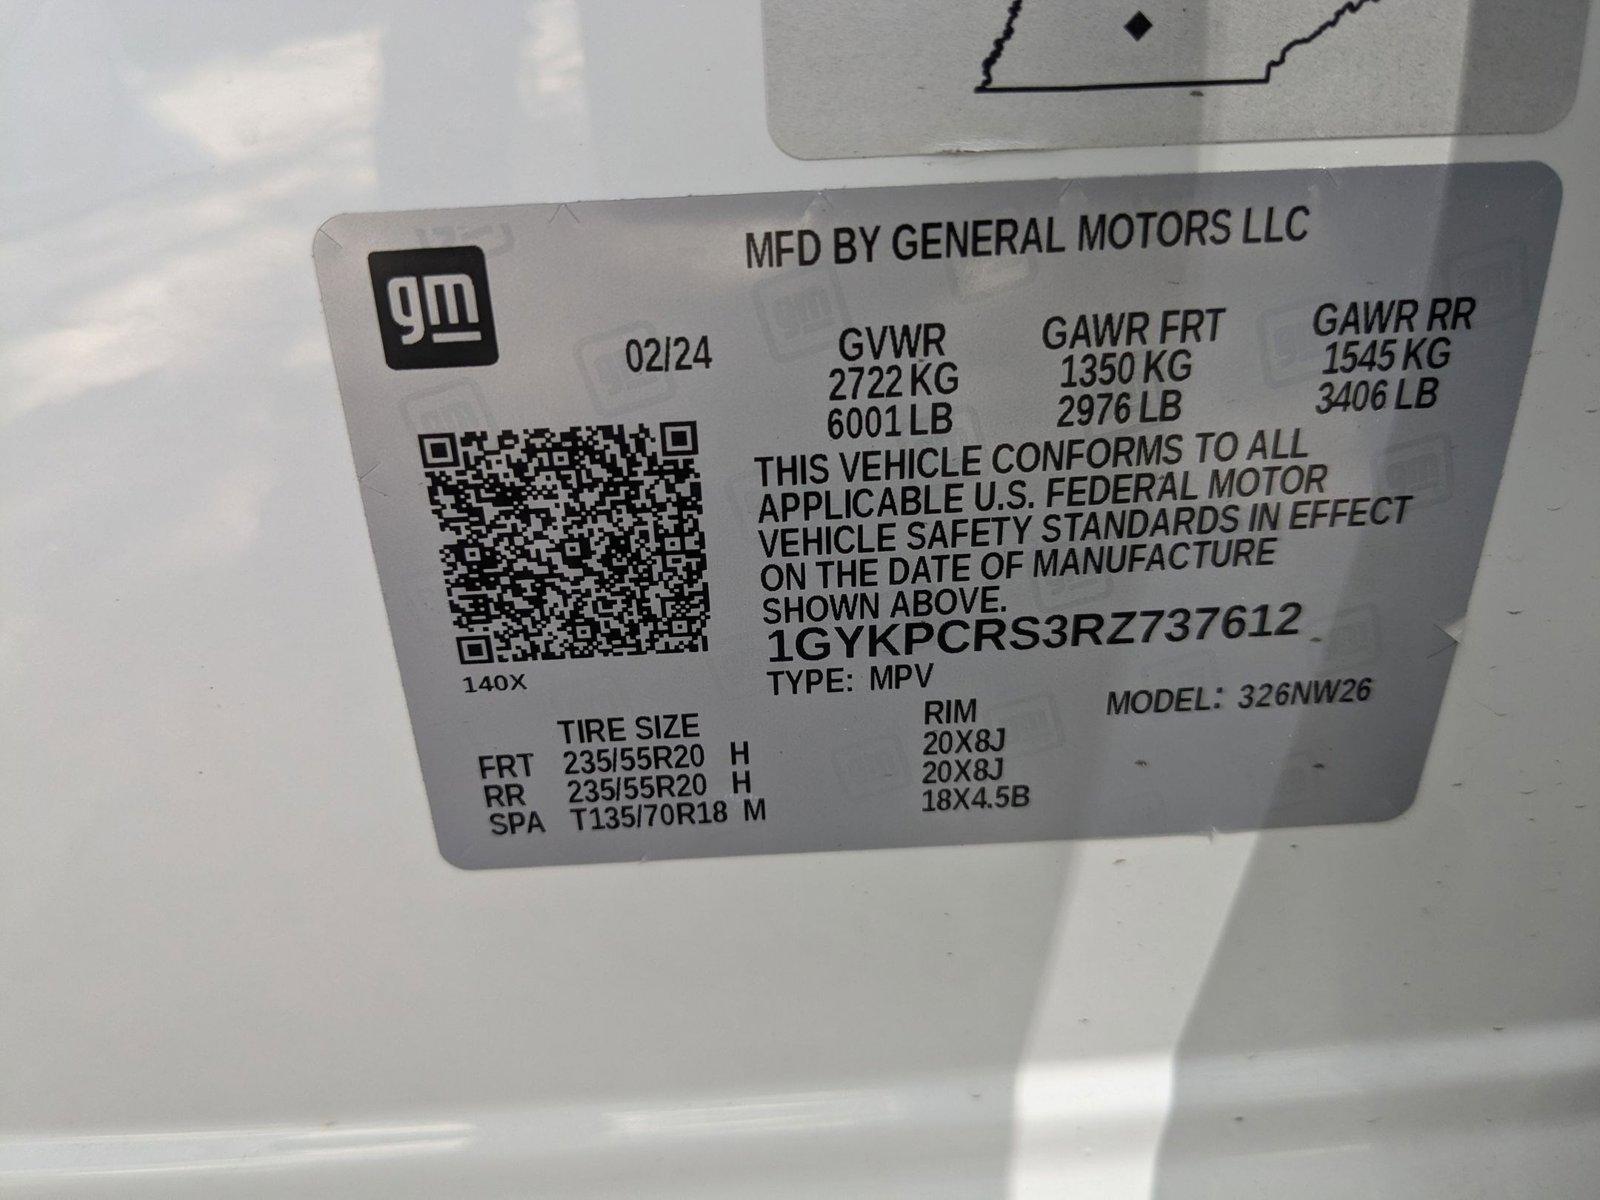 MFD BY GENERAL MOTORS LLC
gm
02/24
GVWR GAWR FRT GAWR RR
2722 KG 1350 KG 1545 KG
6001 LB 2976 LB 3406 LB
THIS VEHICLE CONFORMS TO ALL
APPLICABLE U.S. FEDERAL MOTOR
VEHICLE SAFETY STANDARDS IN EFFECT
ON THE DATE OF MANUFACTURE
SHOWN ABOVE.
1GYKPCRS3RZ737612
140X
TYPE: MPV MODEL: 326NW26
TIRE SIZE RIM
FRT 235/55R20 H 20X8J
RR 235/55R20 H 20X8J
SPA T135/70R18 M 18X4.5B